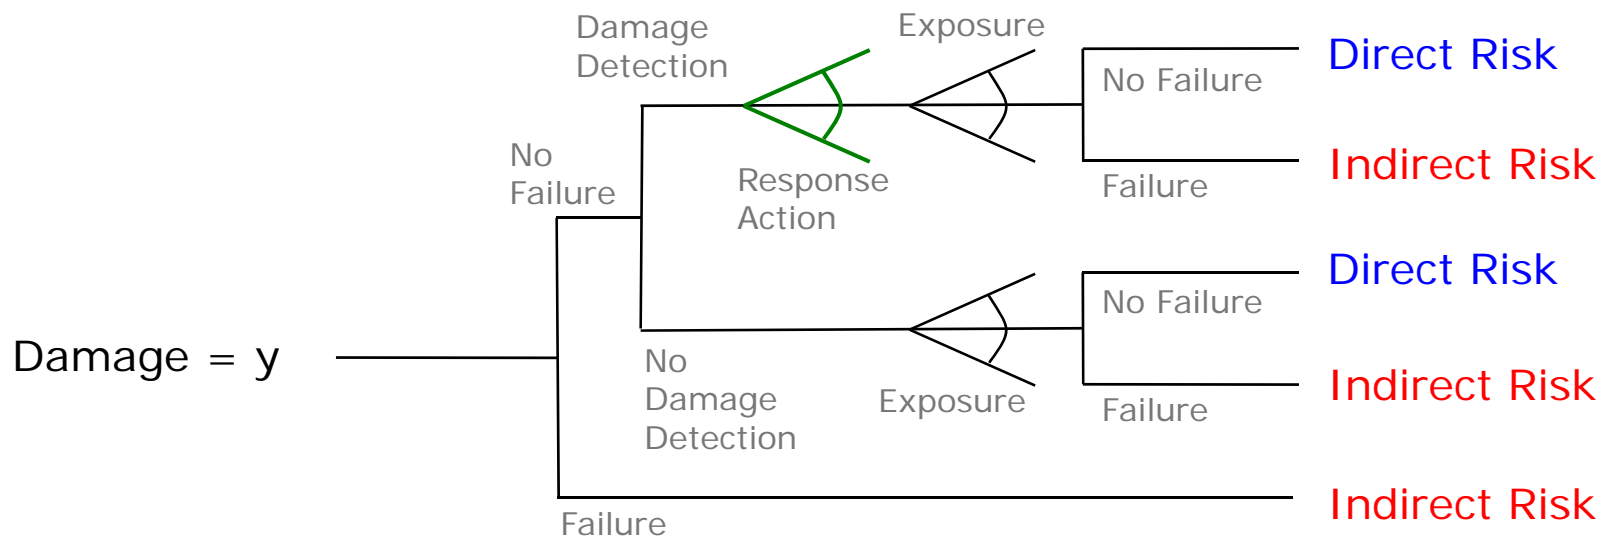 Damage
Detection
Exposure
Direct Risk
No Failure
Indirect Risk
Failure
No
Failure
Response
Action
Direct Risk
No Failure
Damage = y
No
Damage
Detection
Exposure
Indirect Risk
Failure
Indirect Risk
Failure